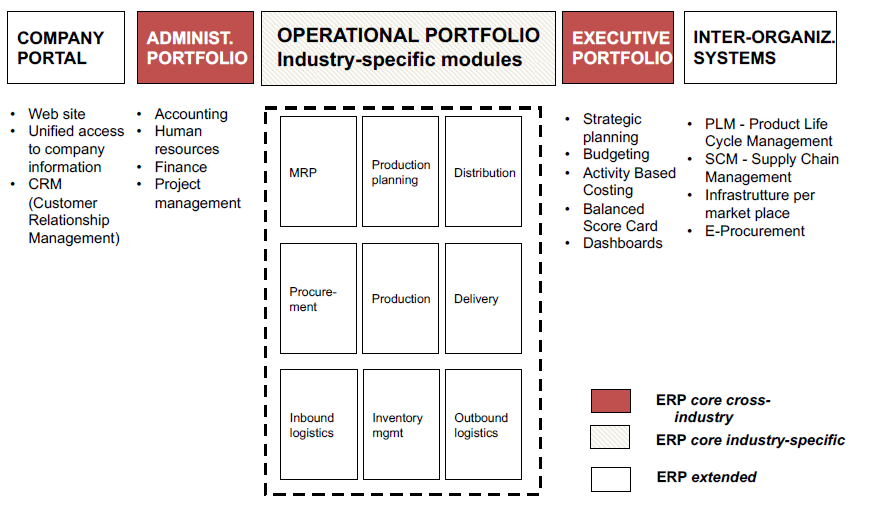 COMPANY
PORTAL
ADMINIST.
PORTFOLIO
OPERATIONAL PORTFOLIO
Industry-specific modules
EXECUTIVE
PORTFOLIO
INTER-ORGANIZ.
SYSTEMS
• Web site
• Unified access
to company
information
• CRM
(Customer
Relationship
Management)
• Accounting
• Human
resources
• Finance
• Project
management
MRP
Production
planning
Distribution
Procure-
ment
Production
Delivery
Inbound
logistics
Inventory
mgmt
Outbound
logistics
• Strategic
planning
• Budgeting
• Activity Based
Costing
• Balanced
Score Card
• Dashboards
• PLM - Product Life
Cycle Management
• SCM - Supply Chain
Management
• Infrastrutture per
market place
• E-Procurement
ERP core cross-
industry
ERP core industry-specific
ERP extended